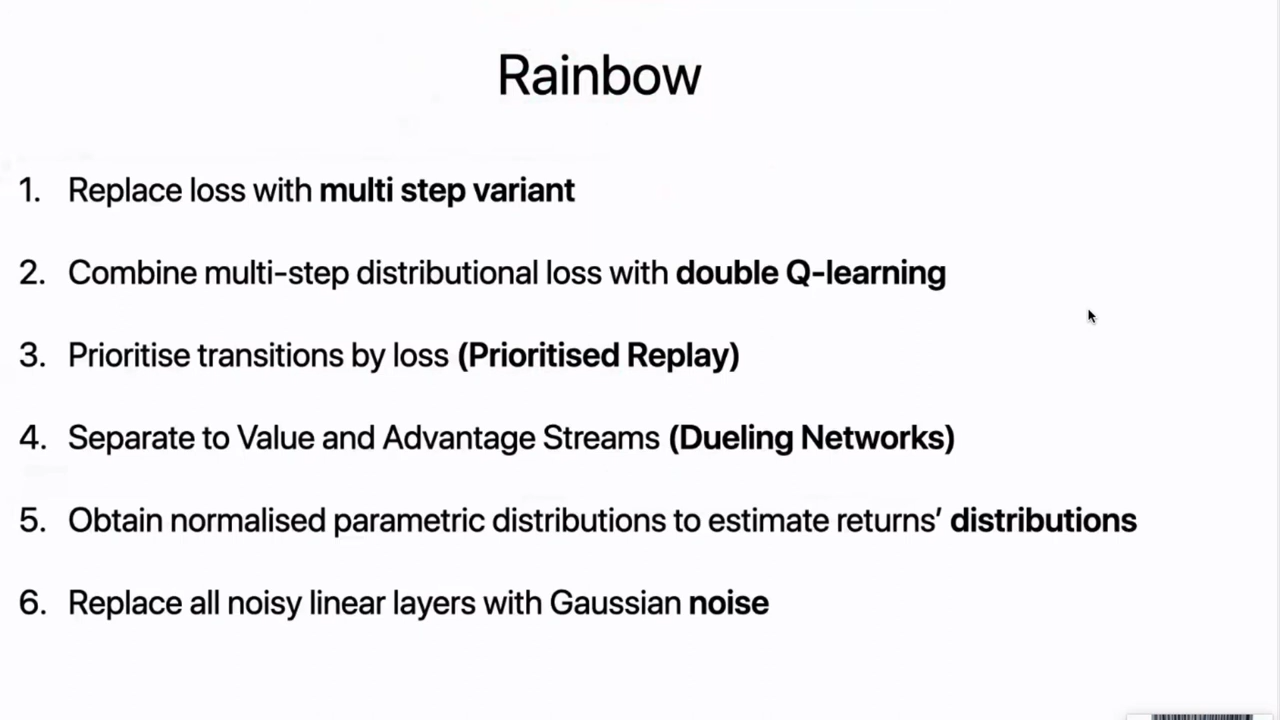 Rainbow
1. Replace loss with multi step variant
2. Combine multi-step distributional loss with double Q-learning
3. Prioritise transitions by loss (Prioritised Replay)
4. Separate to Value and Advantage Streams (Dueling Networks)
5. Obtain normalised parametric distributions to estimate returns’ distributions
6. Replace all noisy linear layers with Gaussian noise